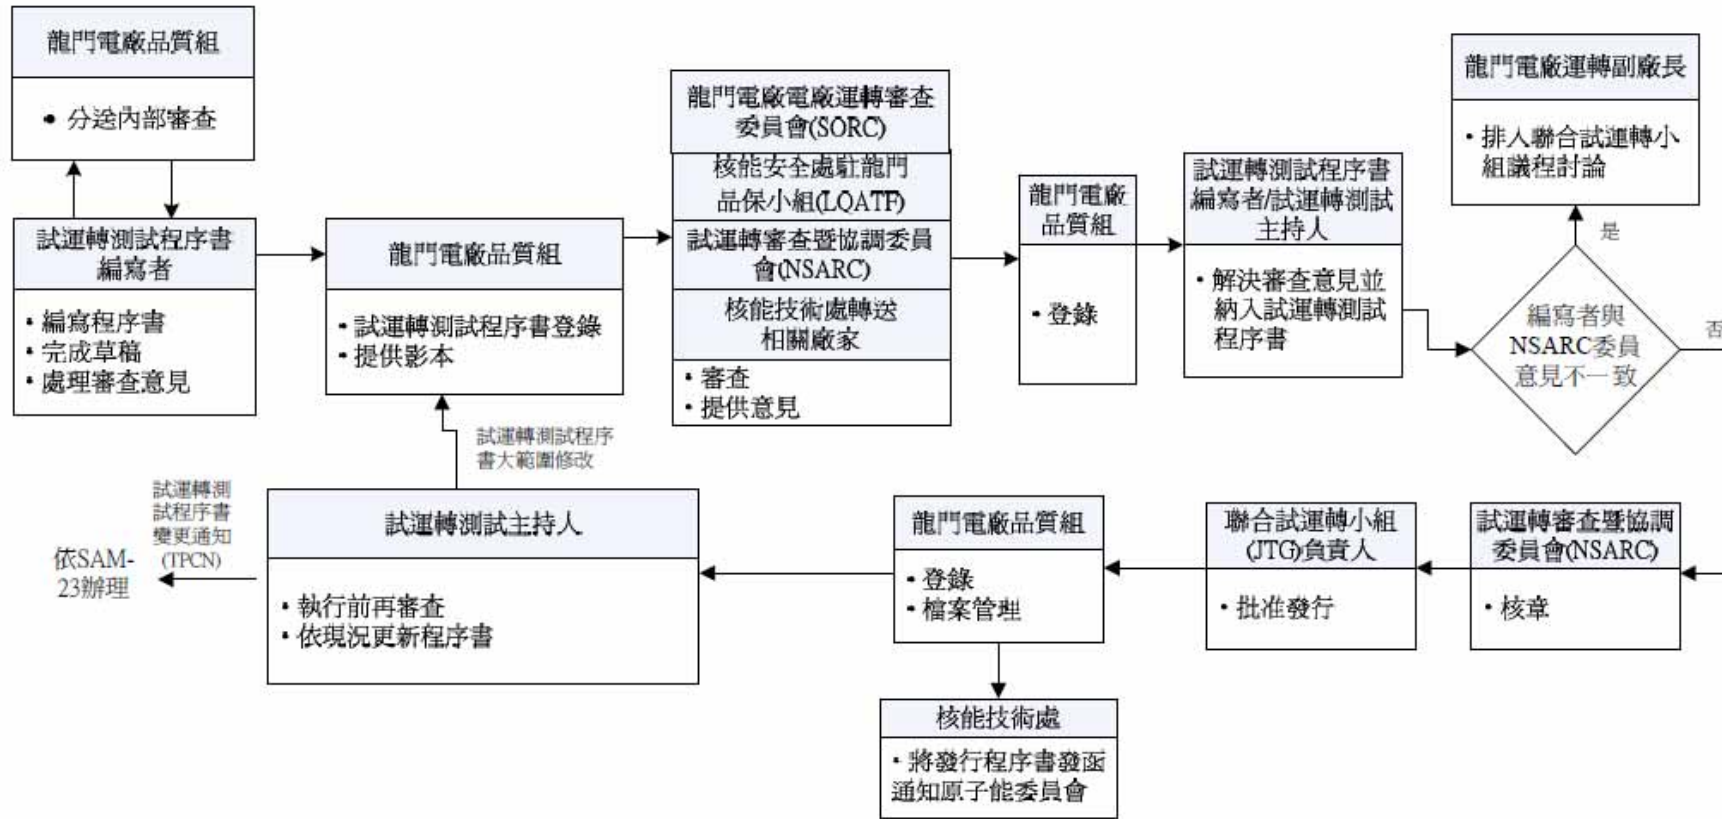 龍門電廠品質組
• 分送內部審查
試運轉測試程序書
編寫者
• 編寫程序書
• 完成草稿
• 處理審查意見
龍門電廠品質組
• 試運轉測試程序書登錄
• 提供影本
龍門電廠電廠運轉審查
委員會(SORC)
核能安全處駐龍門
品保小組(LQATF)
試運轉審查暨協調委員
會(NSARC)
核能技術處轉送
相關廠家
• 審查
• 提供意見
龍門電廠
品質組
• 登錄
試運轉測試程序書
編寫者/試運轉測試
主持人
• 解決審查意見並
納入試運轉測試
程序書
龍門電廠運轉副廠長
• 排入聯合試運轉小
組議程討論
是
編寫者與
NSARC委員
意見不一致
否
試運轉審查暨協調
委員會(NSARC)
• 核章
聯合試運轉小組
(JTG)負責人
• 批准發行
龍門電廠品質組
• 登錄
• 檔案管理
核能技術處
• 將發行程序書發函
通知原子能委員會
試運轉測試主持人
• 執行前再審查
• 依現況更新程序書
試運轉測試程序
書大範圍修改
試運轉測
試程序書
變更通知
(TPCN)
依SAM-
23辦理